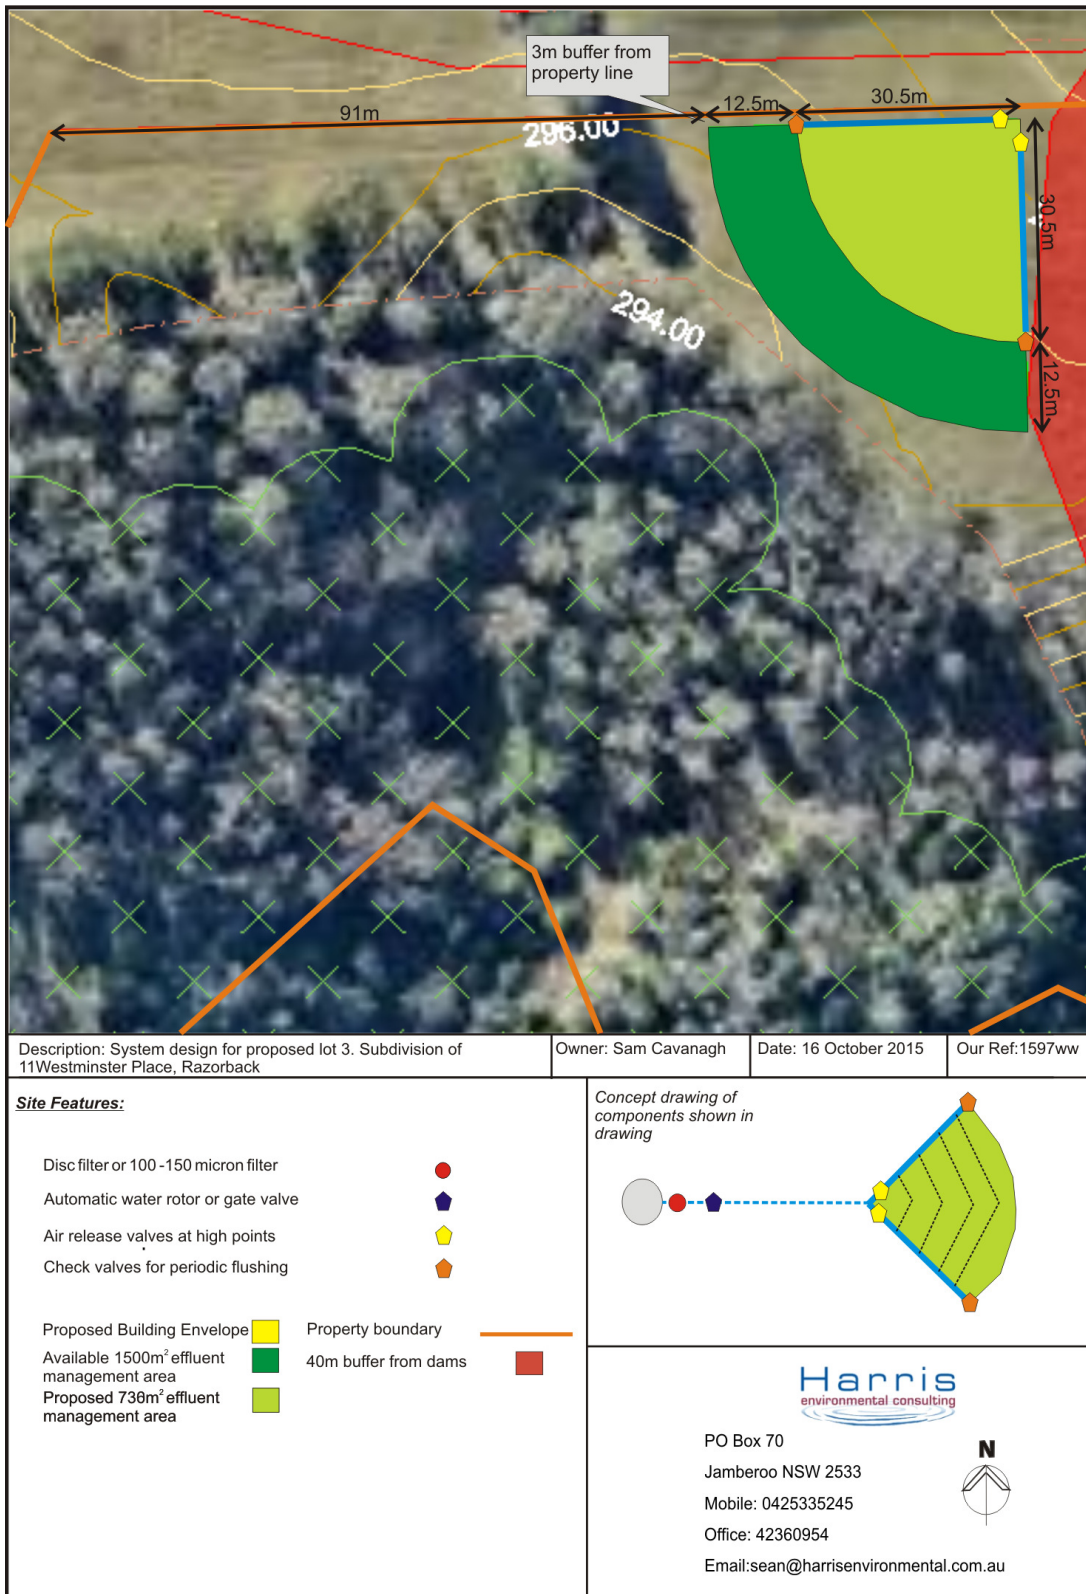 3m buffer from
property line
91m
12.5m
30.5m
296.00
30.5m
294.00
12.5m
Description: System design for proposed lot 3. Subdivision of
11Westminster Place, Razorback
Owner: Sam Cavanagh
Date: 16 October 2015
Our Ref:1597ww
Site Features:
Disc filter or 100 -150 micron filter
Automatic water rotor or gate valve
Air release valves at high points
Check valves for periodic flushing
Proposed Building Envelope
Property boundary
Available 1500m² effluent
management area
40m buffer from dams
Proposed 736m² effluent
management area
Concept drawing of
components shown in
drawing
Harris
environmental consulting
PO Box 70
Jamberoo NSW 2533
Mobile: 0425335245
Office: 42360954
Email:sean@harrisenvironmental.com.au
N